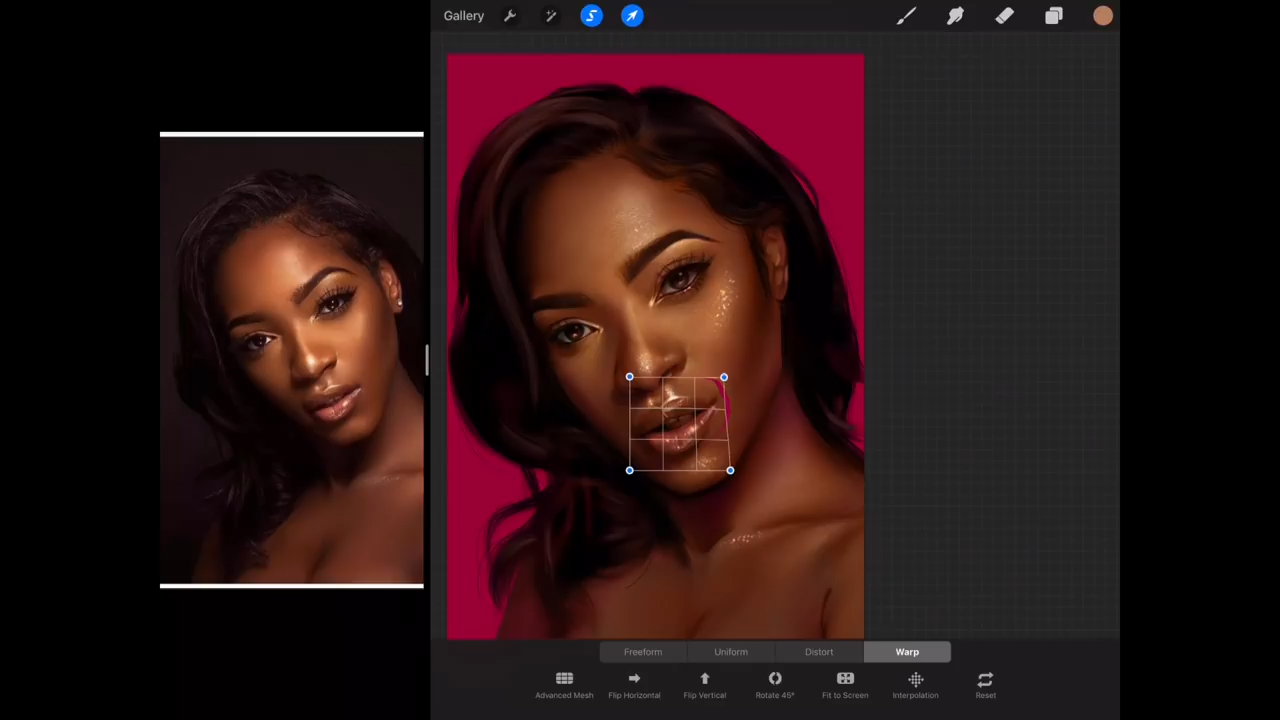 Gallery
Freeform Uniform Distort Warp
Advanced Mesh Flip Horizontal Flip Vertical Rotate 45° Fit to Screen Interpolation Reset